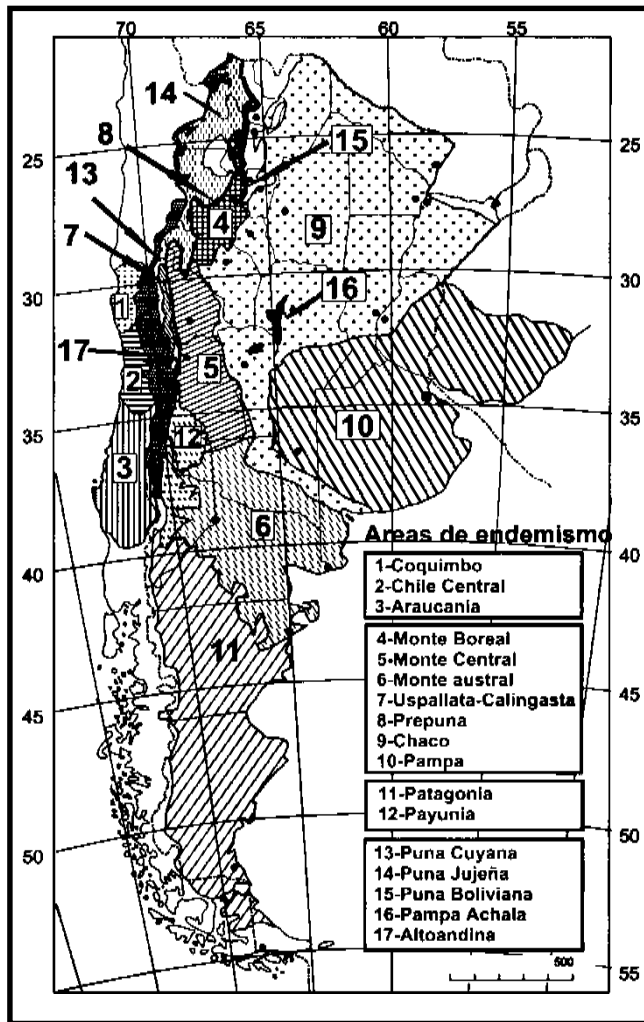 70 65 60 55
14
8
15
25
13
25
4
9
7
16
30
30
1
17
5
2
10
35
12
35
3
6
Areas de endemismo
40
40
1-Coquimbo
2-Chile Central
3-Araucanía
11
4-Monte Boreal
5-Monte Central
6-Monte austral
7-Uspallata-Calingasta
8-Prepuna
9-Chaco
10-Pampa
45
45
11-Patagonia
12-Payunia
50
50
13-Puna Cuyana
14-Puna Jujeña
15-Puna Boliviana
16-Pampa Achala
17-Altoandina
500
55
55